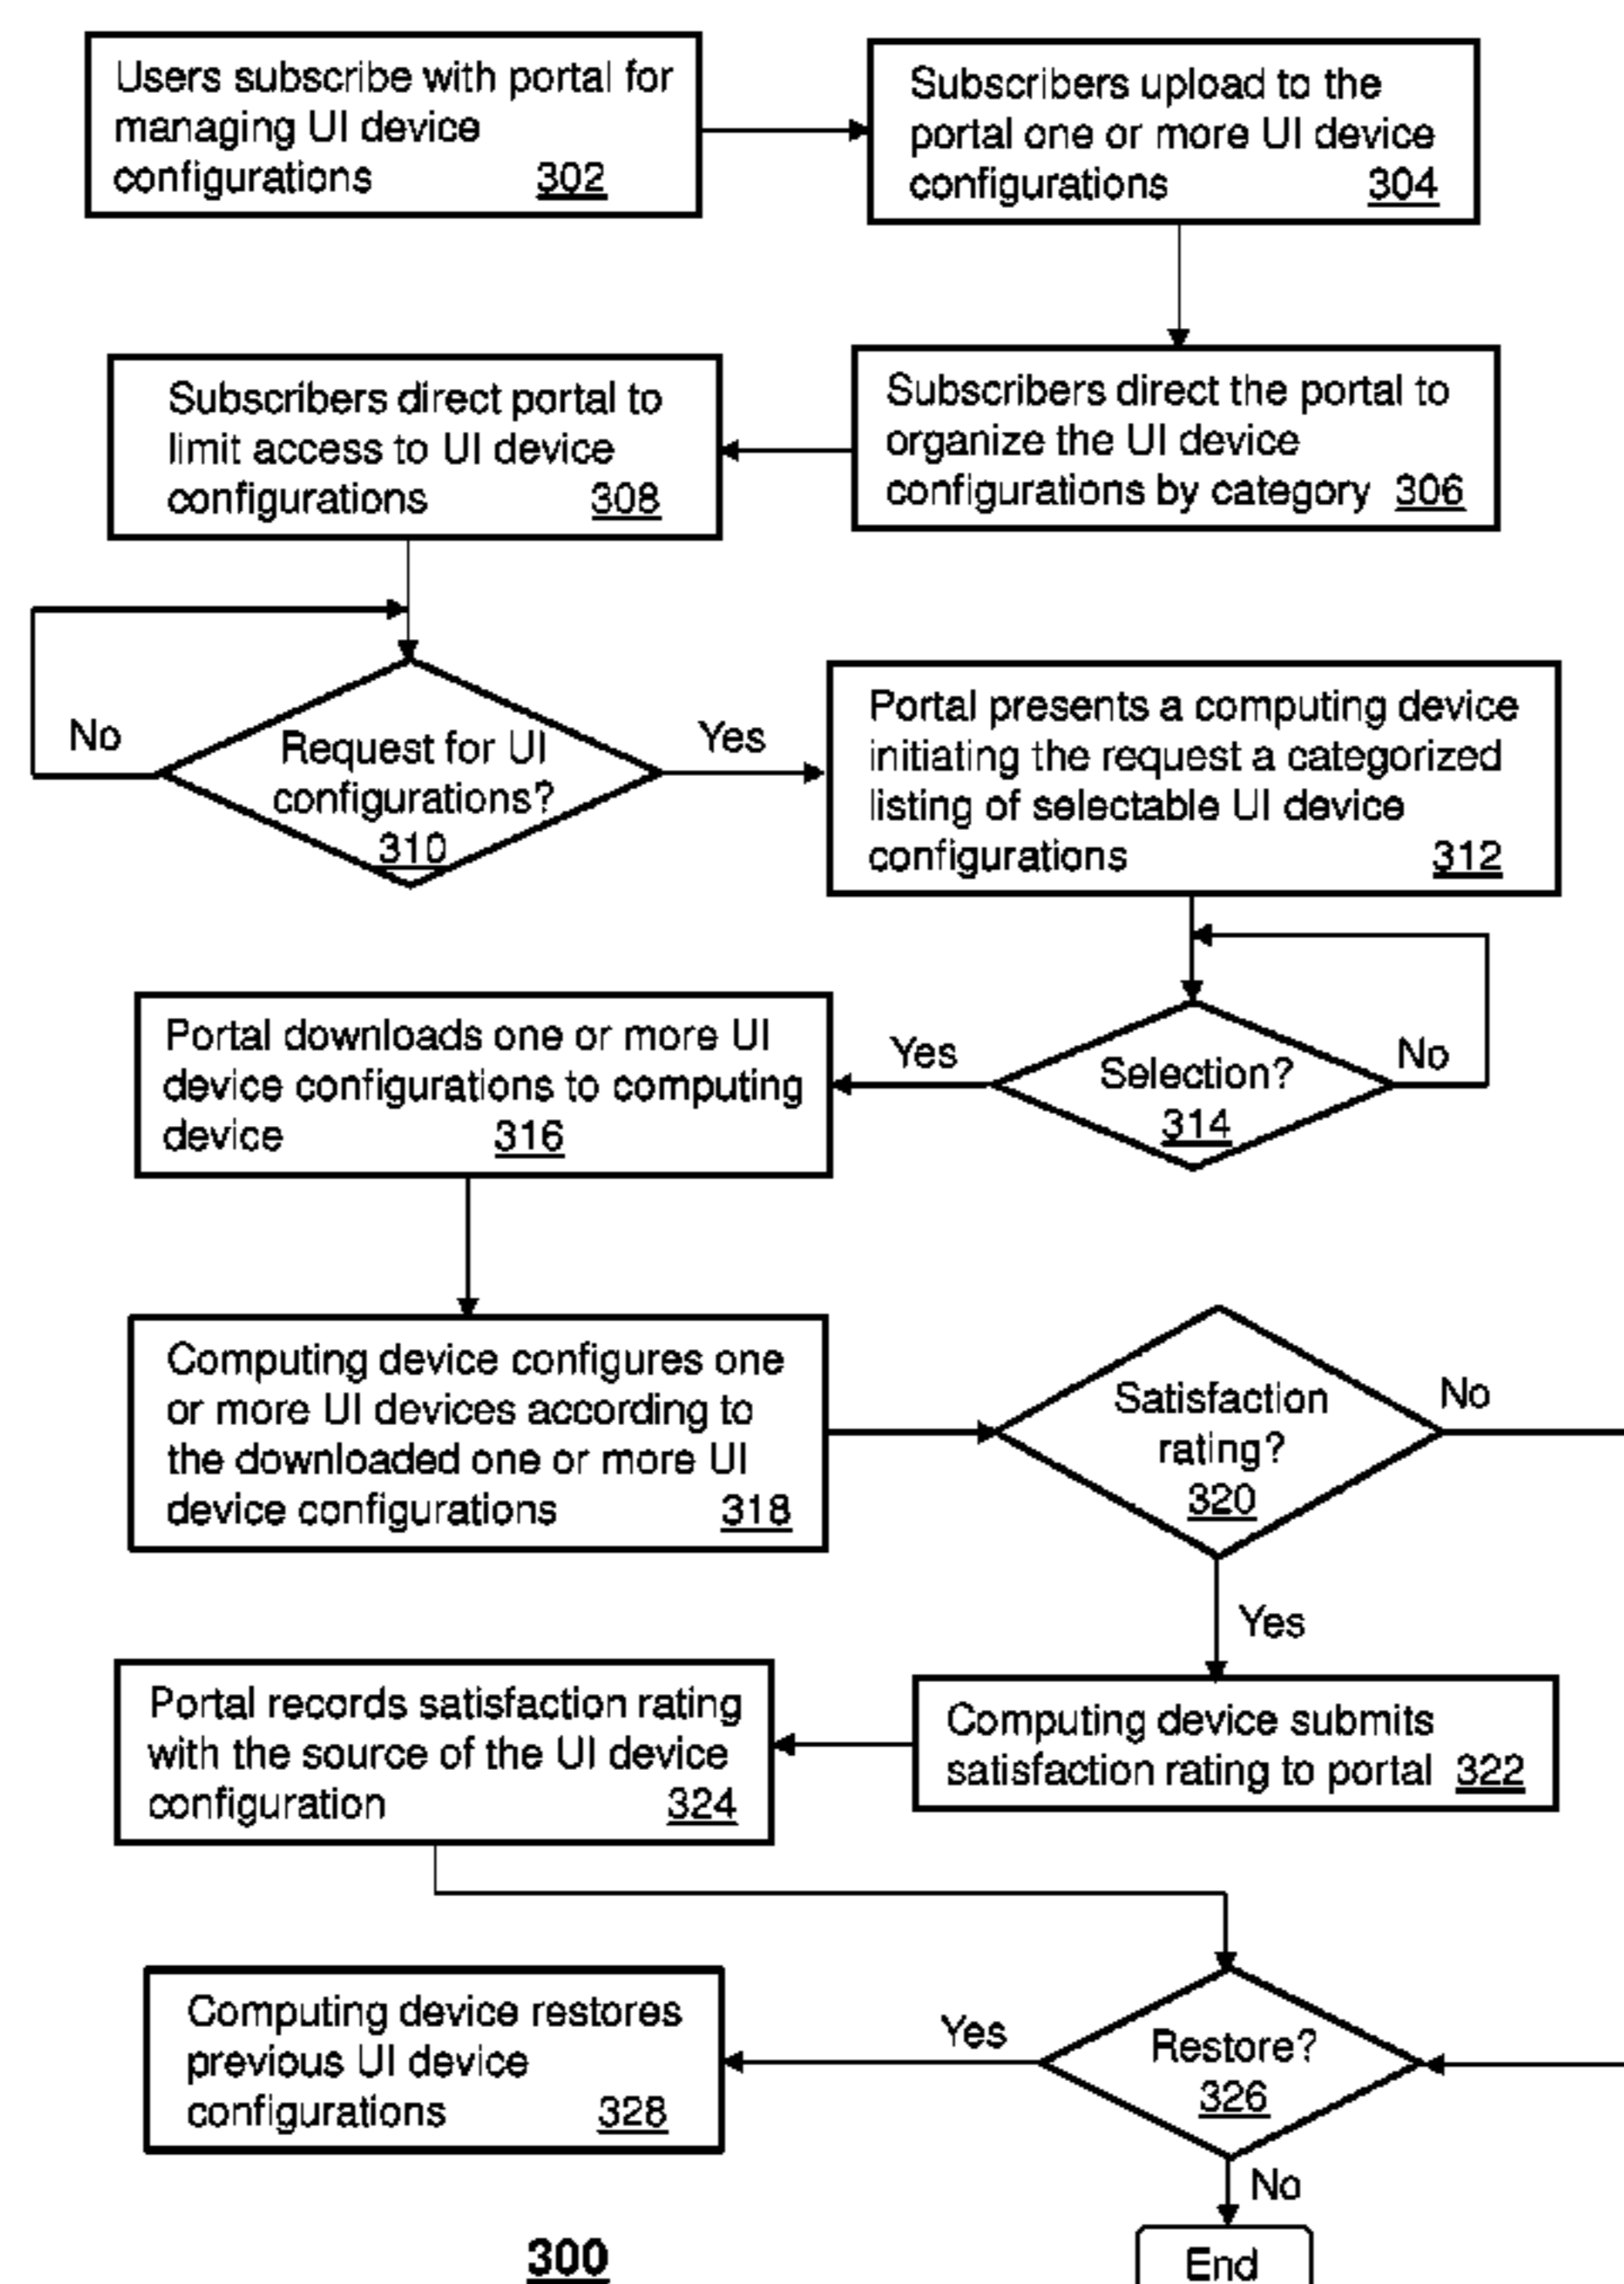 Users subscribe with portal for
managing UI device
configurations 302
Subscribers upload to the
portal one or more UI device
configurations 304
Subscribers direct the portal to
organize the UI device
configurations by category 306
Subscribers direct portal to
limit access to UI device
configurations 308
Request for UI
configurations?
310
No
Yes
Portal presents a computing device
initiating the request a categorized
listing of selectable UI device
configurations 312
Selection?
314
No
Yes
Portal downloads one or more UI
device configurations to computing
device 316
Computing device configures one
or more UI devices according to
the downloaded one or more UI
device configurations 318
Satisfaction
rating?
320
No
Yes
Computing device submits
satisfaction rating to portal 322
Portal records satisfaction rating
with the source of the UI device
configuration 324
Restore?
326
Yes
No
Computing device restores
previous UI device
configurations 328
End
300